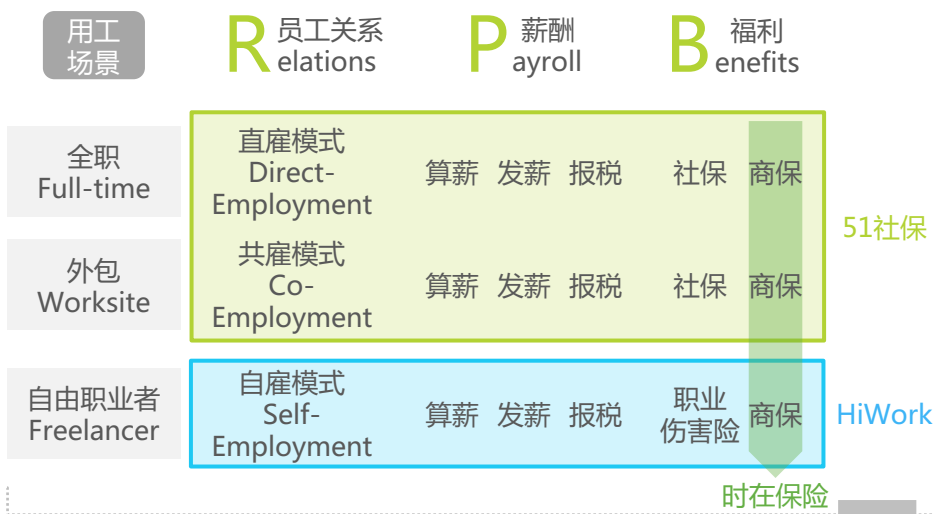 用工
场景
R 员工关系
elations
P 薪酬
ayroll
B 福利
enefits
全职
Full-time
直雇模式
Direct-
Employment
算薪 发薪 报税
社保 商保
51社保
外包
Worksite
共雇模式
Co-
Employment
算薪 发薪 报税
社保 商保
自由职业者
Freelancer
自雇模式
Self-
Employment
算薪 发薪 报税
职业
伤害险
商保
HiWork
时在保险